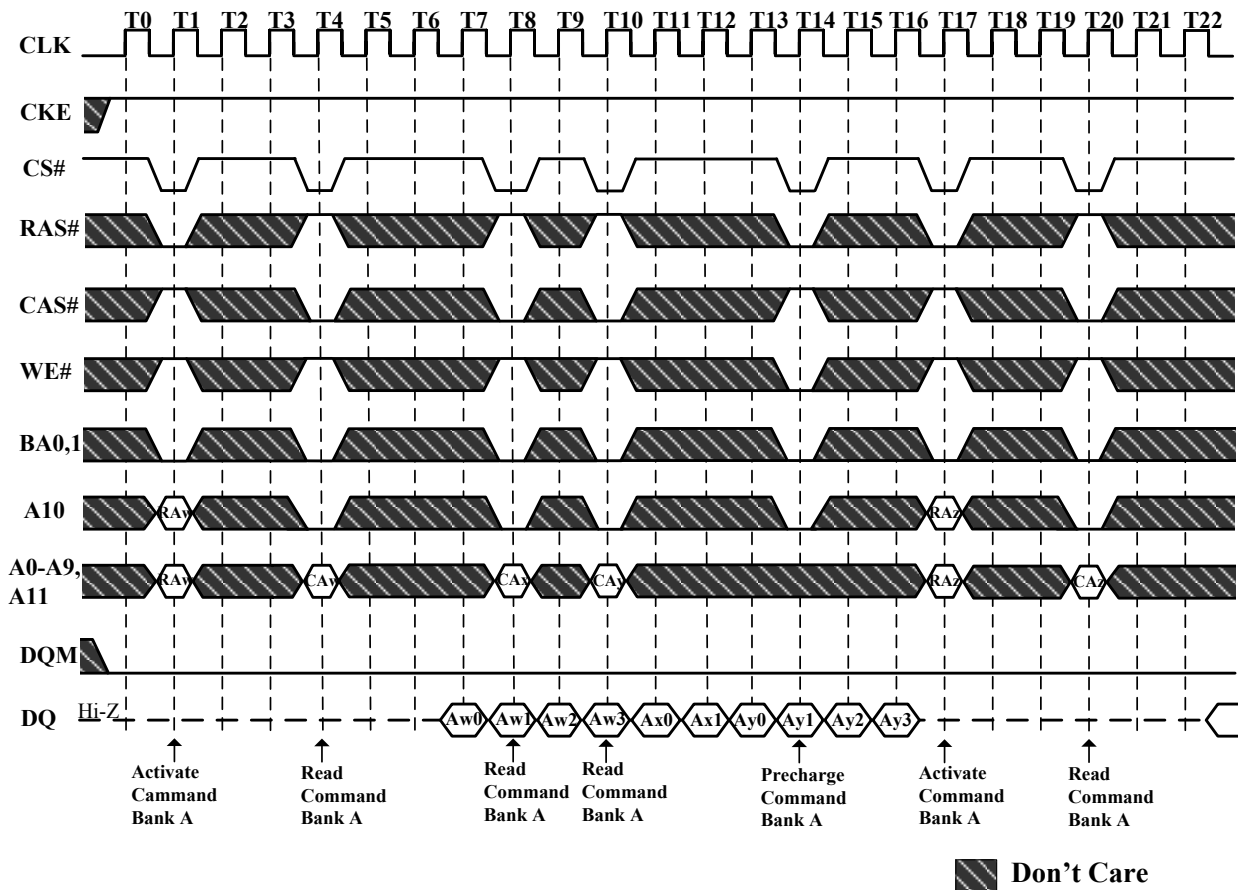 T0 T1 T2 T3 T4 T5 T6 T7 T8 T9 T10 T11 T12 T13 T14 T15 T16 T17 T18 T19 T20 T21 T22
CLK
CKE
CS#
RAS#
CAS#
WE#
BA0,1
A10 RAw RAz
A0-A9,
A11
RAw CAw CAx CAy RAz CAz
DQM
DQ Hi-Z Aw0 Aw1 Aw2 Aw3 Ax0 Ax1 Ay0 Ay1 Ay2 Ay3
Activate
Cammand
Bank A
Read
Command
Bank A
Read
Command
Bank A
Read
Command
Bank A
Precharge
Command
Bank A
Activate
Command
Bank A
Read
Command
Bank A
Don't Care